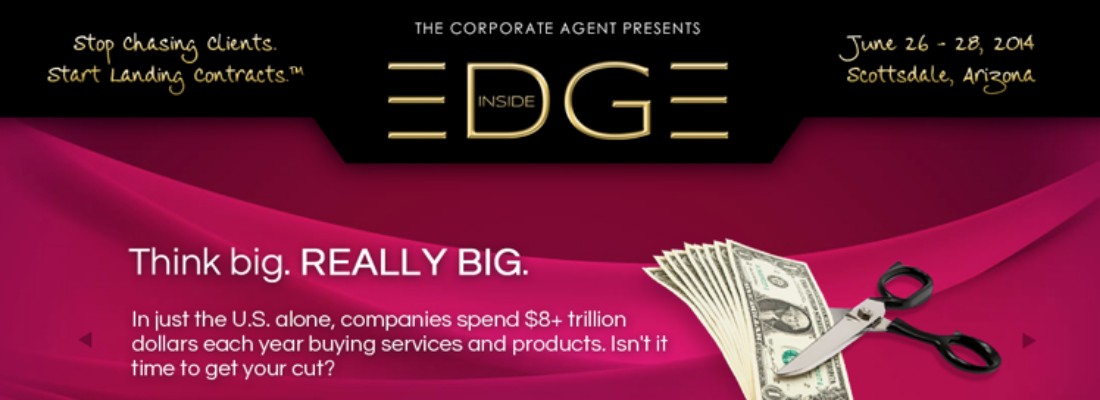 Stop Chasing Clients.
Start Landing Contracts.™
THE CORPORATE AGENT PRESENTS
INSIDE
EDGE
June 26 - 28, 2014
Scottsdale, Arizona
Think big. REALLY BIG.
In just the U.S. alone, companies spend $8+ trillion
dollars each year buying services and products. Isn't it
time to get your cut?